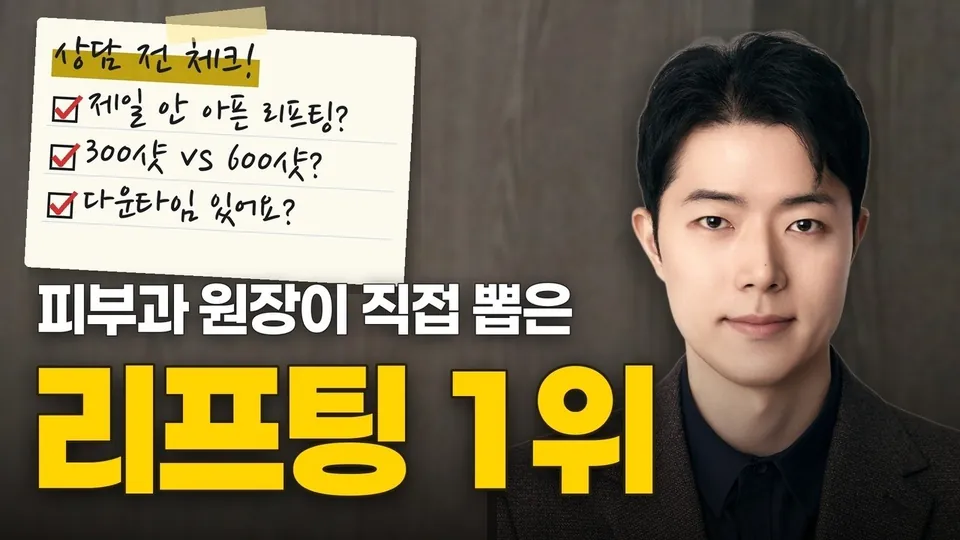 상담 전 체크!
제일 안 아픈 리프팅?
300샷 vs 600샷?
다운타임 있어요?
피부과 원장이 직접 뽑은
리프팅 1위